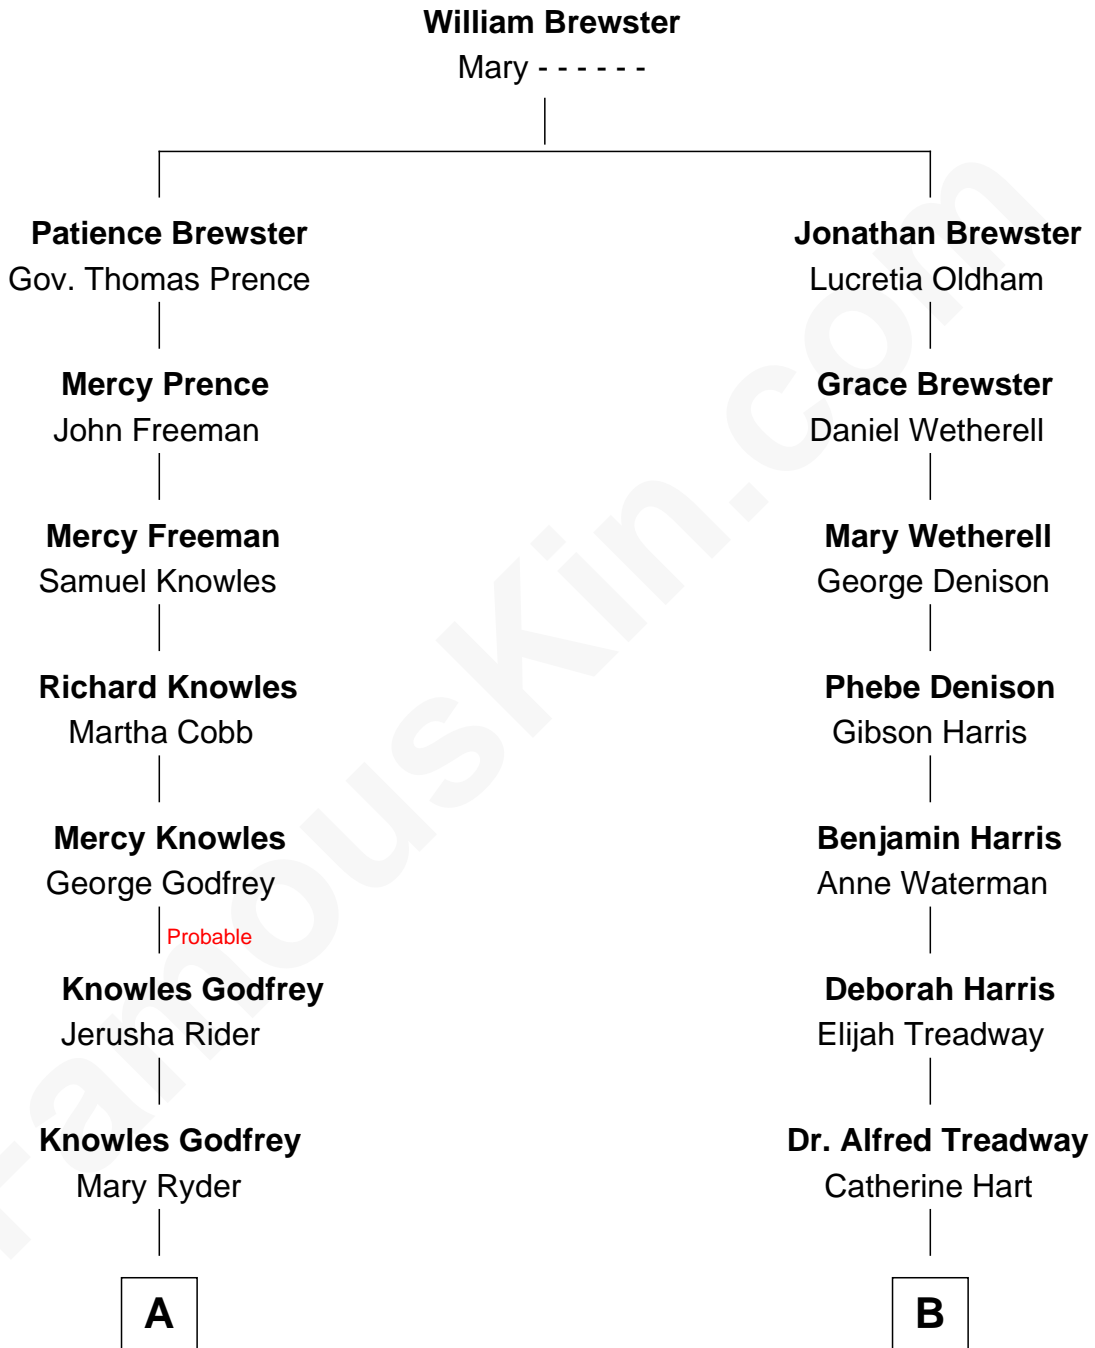 William Brewster
Mary - - - - - -
Patience Brewster
Gov. Thomas Prence
Jonathan Brewster
Lucretia Oldham
Mercy Prence
John Freeman
Grace Brewster
Daniel Wetherell
Mercy Freeman
Samuel Knowles
Mary Wetherell
George Denison
Richard Knowles
Martha Cobb
Phebe Denison
Gibson Harris
Mercy Knowles
George Godfrey
Benjamin Harris
Anne Waterman
Probable
Knowles Godfrey
Jerusha Rider
Deborah Harris
Elijah Treadway
Knowles Godfrey
Mary Ryder
Dr. Alfred Treadway
Catherine Hart
A
B
FamousKin.com